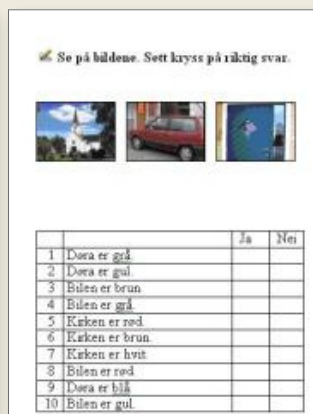 Se på bildene. Sett kryss på riktig svar.
Ja Nei
1 Døra er grå.
2 Døra er gul.
3 Bilen er brun.
4 Bilen er grå.
5 Kirken er rød.
6 Kirken er brun.
7 Kirken er hvit.
8 Bilen er rød.
9 Døra er blå.
10 Bilen er gul.